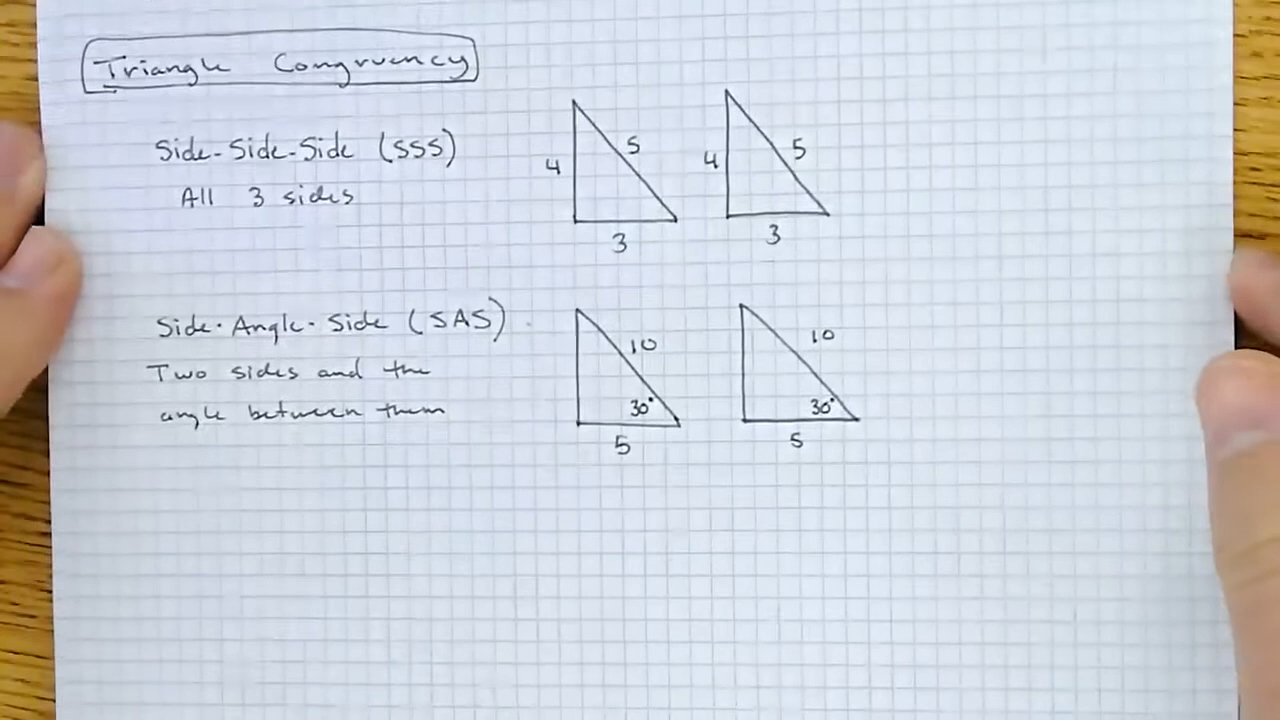 Triangle Congruency
Side-Side-Side (SSS)
All 3 sides
4 5 3
4 5 3
Side-Angle-Side (SAS)
Two sides and the
angle between them
10 30° 5
10 30° 5